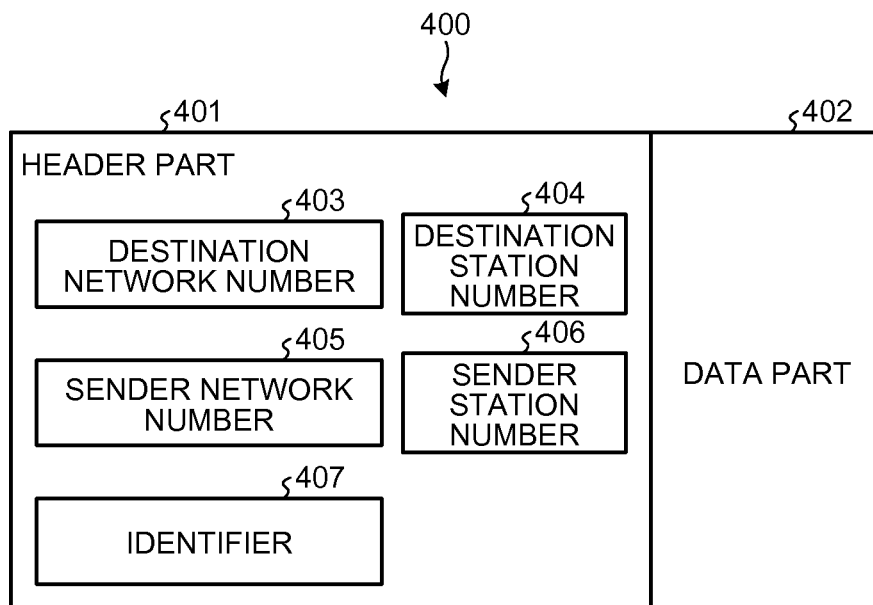 400
401
402
HEADER PART
403
DESTINATION
NETWORK NUMBER
404
DESTINATION
STATION
NUMBER
405
SENDER NETWORK
NUMBER
406
SENDER
STATION
NUMBER
DATA PART
407
IDENTIFIER